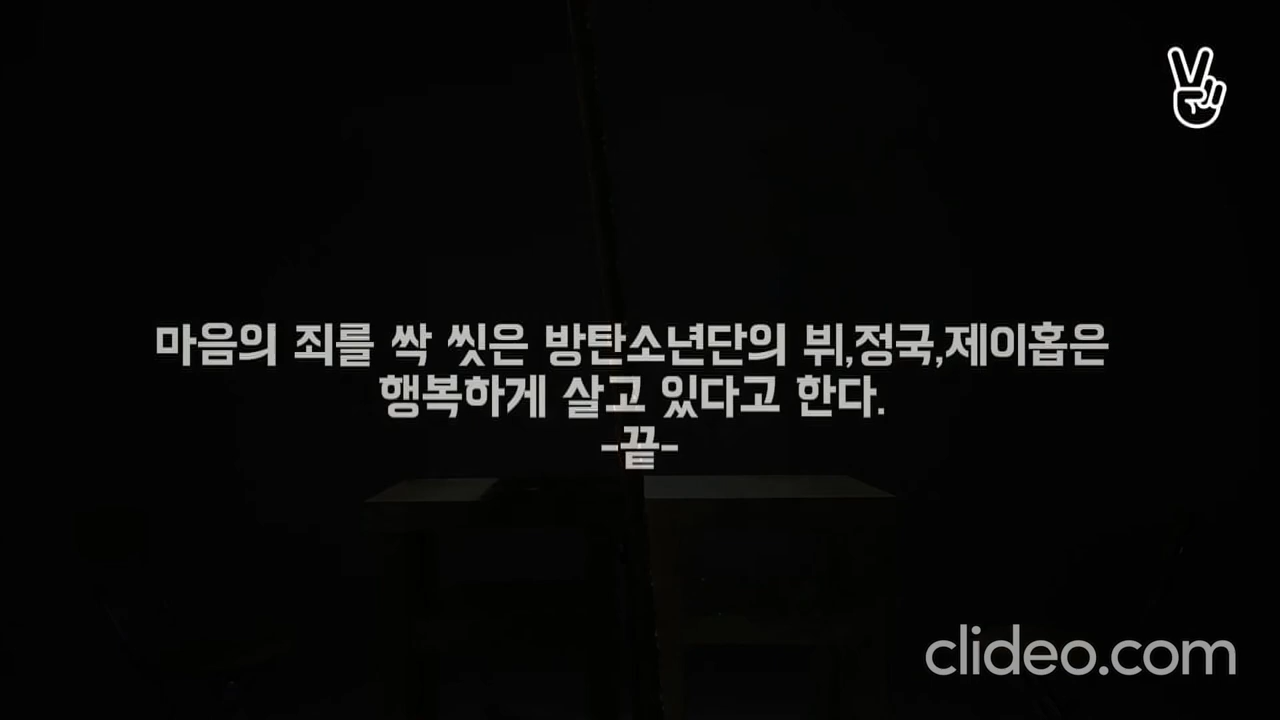 마음의 죄를 싹 씻은 방탄소년단의 뷔,정국,제이홉은
행복하게 살고 있다고 한다.
-끝-
clideo.com